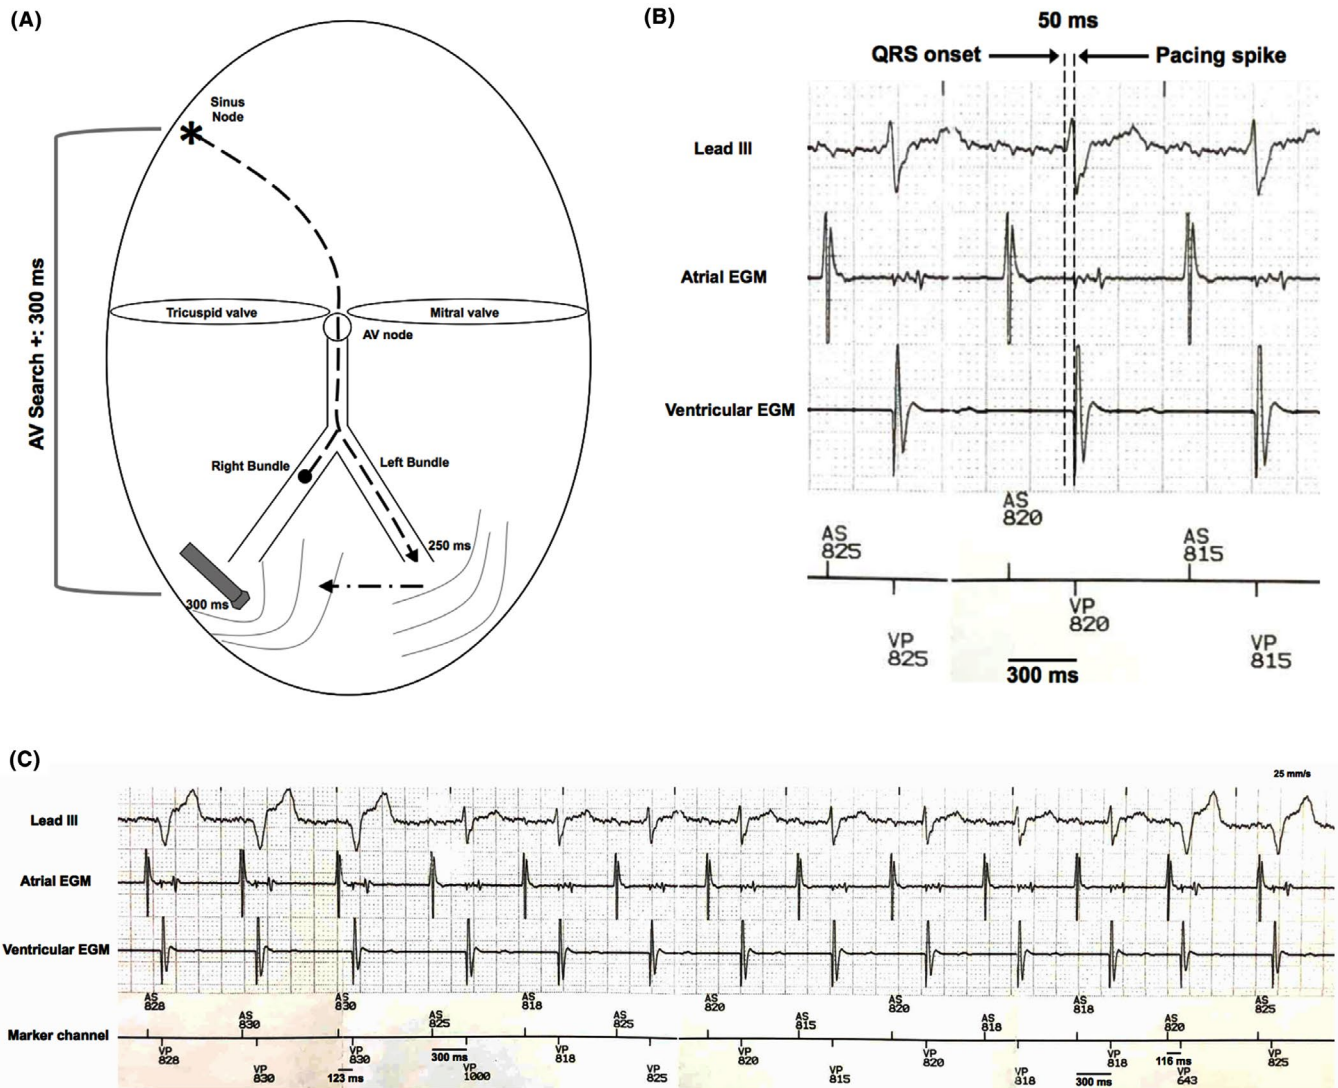 (A)
Sinus
Node
AV Search +: 300 ms
Tricuspid valve
Mitral valve
AV node
Right Bundle
Left Bundle
250 ms
300 ms
(B)
50 ms
QRS onset
Pacing spike
Lead III
Atrial EGM
Ventricular EGM
AS
825
AS
820
AS
815
VP
825
VP
820
VP
815
300 ms
(C)
25 mm/s
Lead III
Atrial EGM
Ventricular EGM
Marker channel
AS
828
AS
830
AS
830
AS
825
AS
818
AS
825
AS
820
AS
815
AS
820
AS
818
AS
818
AS
820
AS
825
VP
828
VP
830
VP
830
123 ms
300 ms
VP
1000
VP
818
VP
825
VP
820
VP
815
VP
820
VP
818
300 ms
VP
818
116 ms
VP
643
VP
825